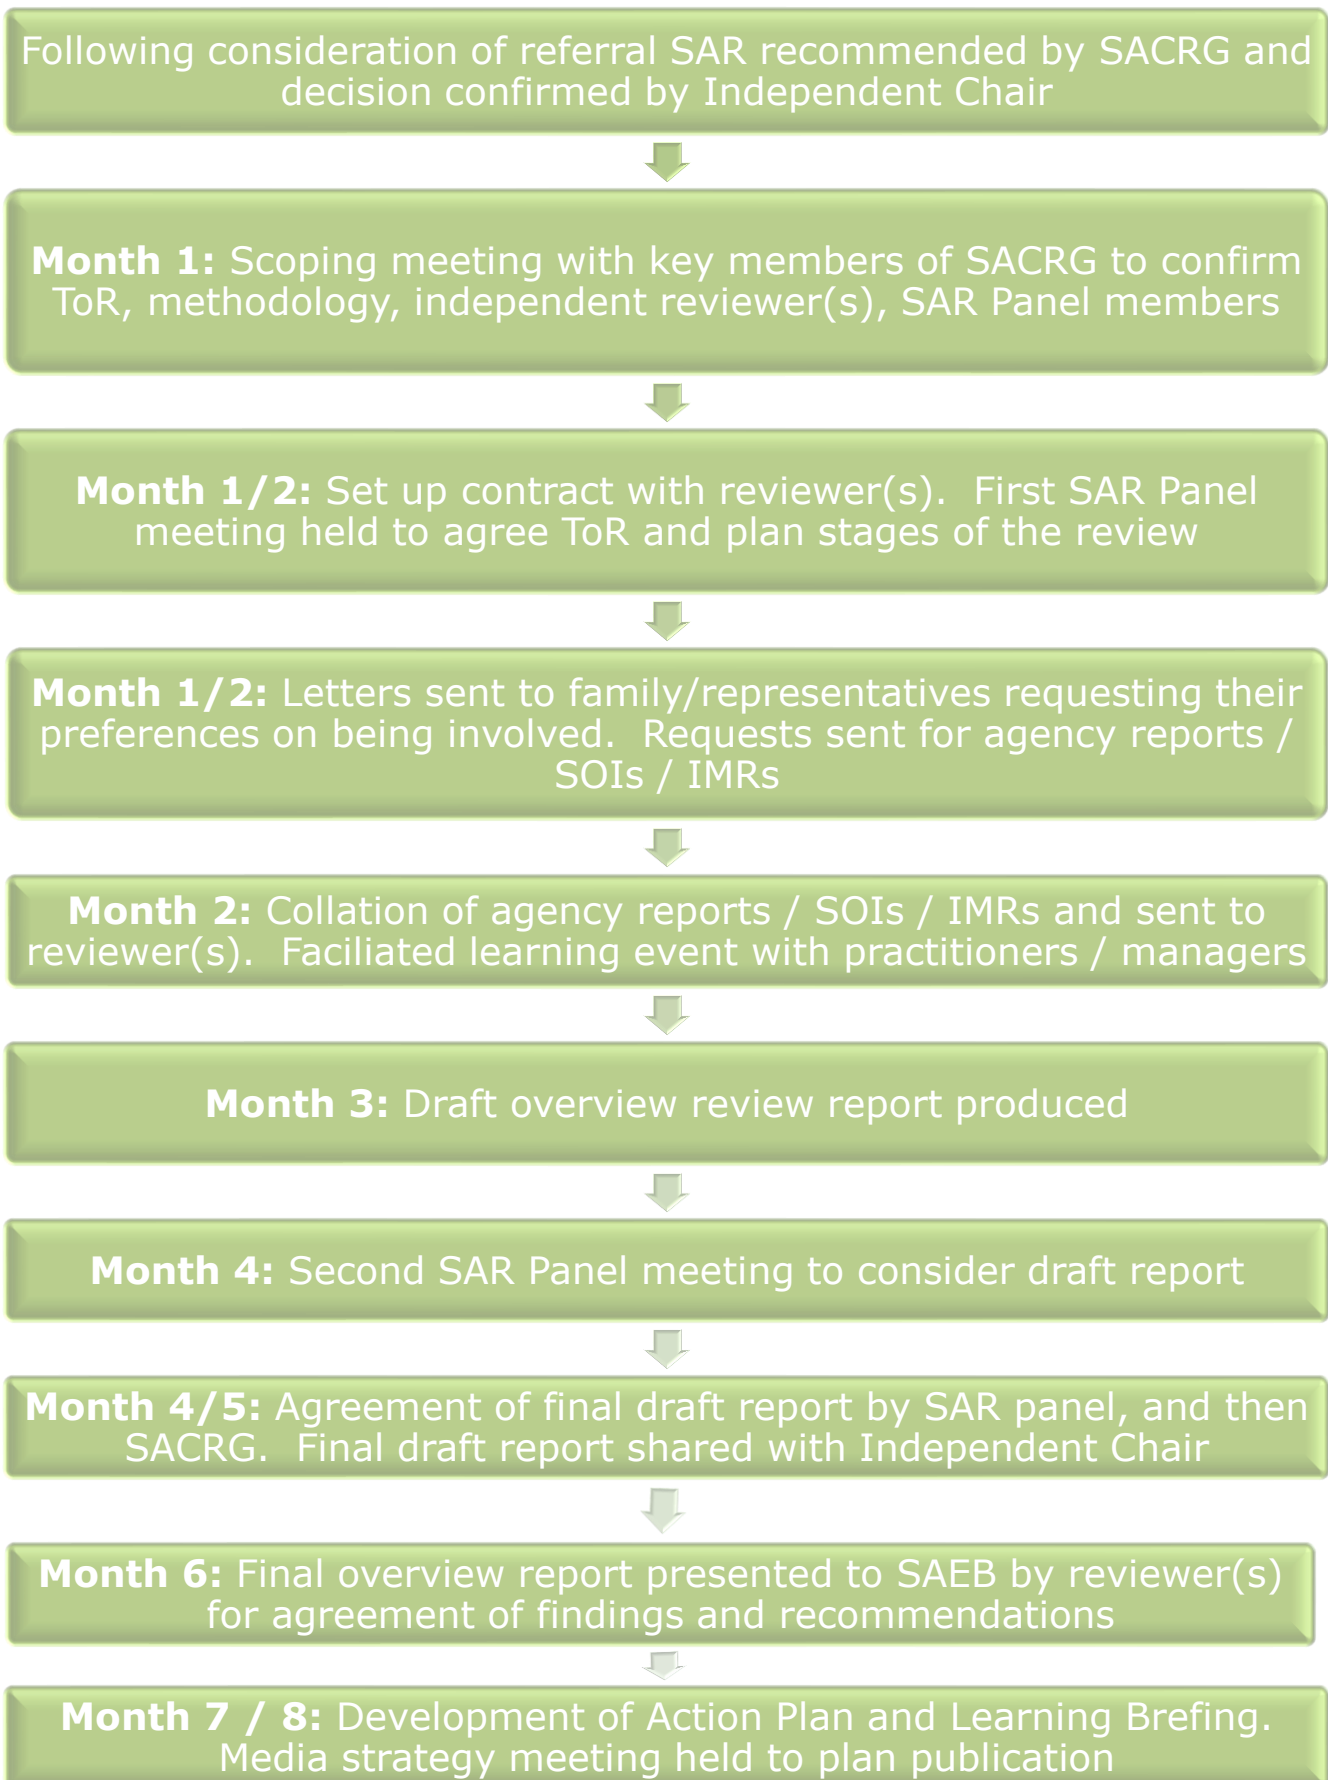 Following consideration of referral SAR recommended by SACRG and
decision confirmed by Independent Chair
Month 1: Scoping meeting with key members of SACRG to confirm
ToR, methodology, independent reviewer(s), SAR Panel members
Month 1/2: Set up contract with reviewer(s).  First SAR Panel
meeting held to agree ToR and plan stages of the review
Month 1/2: Letters sent to family/representatives requesting their
preferences on being involved.  Requests sent for agency reports /
SOIs / IMRs
Month 2: Collation of agency reports / SOIs / IMRs and sent to
reviewer(s).  Faciliated learning event with practitioners / managers
Month 3: Draft overview review report produced
Month 4: Second SAR Panel meeting to consider draft report
Month 4/5: Agreement of final draft report by SAR panel, and then
SACRG.  Final draft report shared with Independent Chair
Month 6: Final overview report presented to SAEB by reviewer(s)
for agreement of findings and recommendations
Month 7 / 8: Development of Action Plan and Learning Brefing.
Media strategy meeting held to plan publication